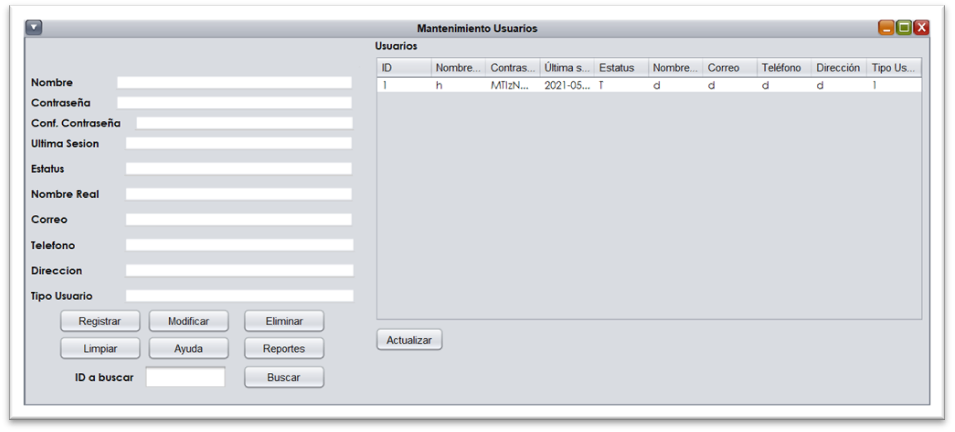 Mantenimiento Usuarios
Usuarios
ID Nombre... Contras... Última s... Estatus Nombre... Correo Teléfono Dirección Tipo Us...
1 h MTIzN... 2021-05... T d d d d 1
Nombre
Contraseña
Conf. Contraseña
Ultima Sesion
Estatus
Nombre Real
Correo
Telefono
Direccion
Tipo Usuario
Registrar Modificar Eliminar
Limpiar Ayuda Reportes
ID a buscar Buscar
Actualizar